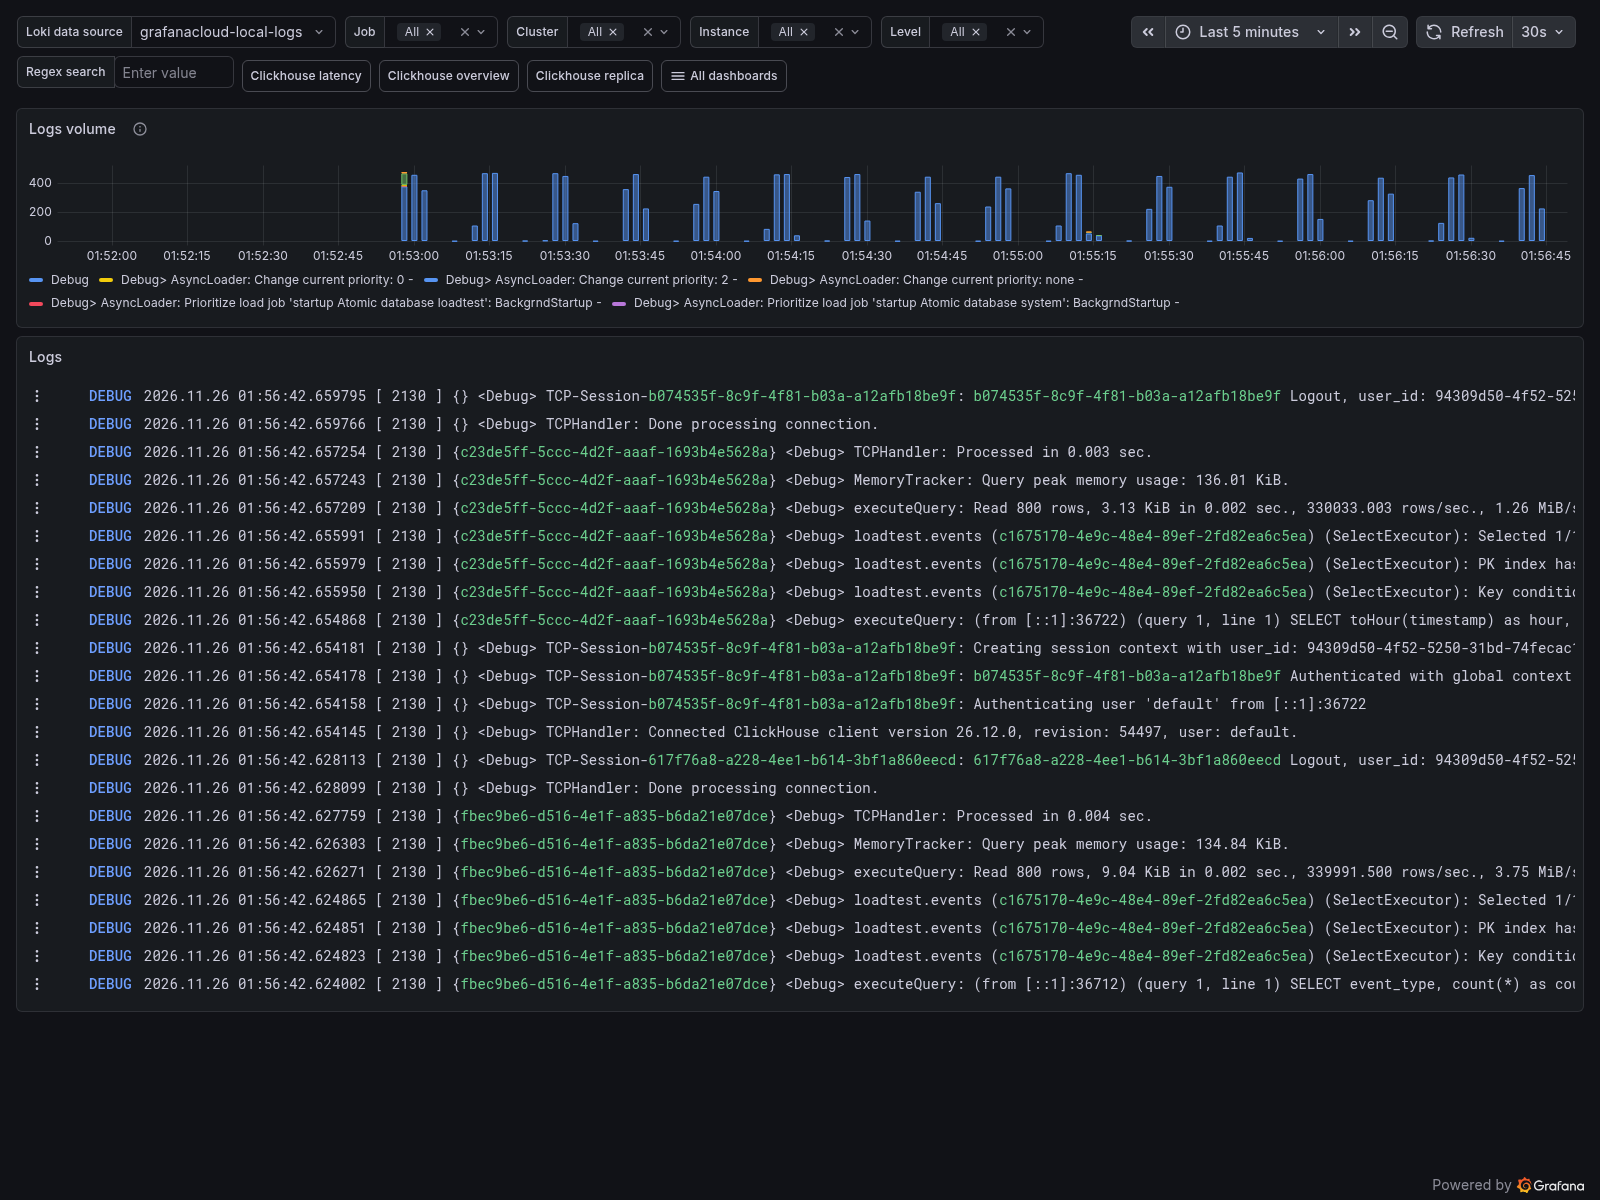 Loki data source grafanacloud-local-logs Job All Cluster All Instance All Level All Last 5 minutes Refresh 30s
Regex search Enter value Clickhouse latency Clickhouse overview Clickhouse replica All dashboards
Logs volume
400
200
0
01:52:00 01:52:15 01:52:30 01:52:45 01:53:00 01:53:15 01:53:30 01:53:45 01:54:00 01:54:15 01:54:30 01:54:45 01:55:00 01:55:15 01:55:30 01:55:45 01:56:00 01:56:15 01:56:30 01:56:45
Debug Debug> AsyncLoader: Change current priority: 0 - Debug> AsyncLoader: Change current priority: 2 - Debug> AsyncLoader: Change current priority: none -
Debug> AsyncLoader: Prioritize load job 'startup Atomic database loadtest': BackgrndStartup - Debug> AsyncLoader: Prioritize load job 'startup Atomic database system': BackgrndStartup -
Logs
DEBUG 2026.11.26 01:56:42.659795 [ 2130 ] {} <Debug> TCP-Session-b074535f-8c9f-4f81-b03a-a12afb18be9f: b074535f-8c9f-4f81-b03a-a12afb18be9f Logout, user_id: 94309d50-4f52-525
DEBUG 2026.11.26 01:56:42.659766 [ 2130 ] {} <Debug> TCPHandler: Done processing connection.
DEBUG 2026.11.26 01:56:42.657254 [ 2130 ] {c23de5ff-5ccc-4d2f-aaaf-1693b4e5628a} <Debug> TCPHandler: Processed in 0.003 sec.
DEBUG 2026.11.26 01:56:42.657243 [ 2130 ] {c23de5ff-5ccc-4d2f-aaaf-1693b4e5628a} <Debug> MemoryTracker: Query peak memory usage: 136.01 KiB.
DEBUG 2026.11.26 01:56:42.657209 [ 2130 ] {c23de5ff-5ccc-4d2f-aaaf-1693b4e5628a} <Debug> executeQuery: Read 800 rows, 3.13 KiB in 0.002 sec., 330033.003 rows/sec., 1.26 MiB/s
DEBUG 2026.11.26 01:56:42.655991 [ 2130 ] {c23de5ff-5ccc-4d2f-aaaf-1693b4e5628a} <Debug> loadtest.events (c1675170-4e9c-48e4-89ef-2fd82ea6c5ea) (SelectExecutor): Selected 1/1
DEBUG 2026.11.26 01:56:42.655979 [ 2130 ] {c23de5ff-5ccc-4d2f-aaaf-1693b4e5628a} <Debug> loadtest.events (c1675170-4e9c-48e4-89ef-2fd82ea6c5ea) (SelectExecutor): PK index has
DEBUG 2026.11.26 01:56:42.655950 [ 2130 ] {c23de5ff-5ccc-4d2f-aaaf-1693b4e5628a} <Debug> loadtest.events (c1675170-4e9c-48e4-89ef-2fd82ea6c5ea) (SelectExecutor): Key conditio
DEBUG 2026.11.26 01:56:42.654868 [ 2130 ] {c23de5ff-5ccc-4d2f-aaaf-1693b4e5628a} <Debug> executeQuery: (from [::1]:36722) (query 1, line 1) SELECT toHour(timestamp) as hour,
DEBUG 2026.11.26 01:56:42.654181 [ 2130 ] {} <Debug> TCP-Session-b074535f-8c9f-4f81-b03a-a12afb18be9f: Creating session context with user_id: 94309d50-4f52-5250-31bd-74fecac1
DEBUG 2026.11.26 01:56:42.654178 [ 2130 ] {} <Debug> TCP-Session-b074535f-8c9f-4f81-b03a-a12afb18be9f: b074535f-8c9f-4f81-b03a-a12afb18be9f Authenticated with global context
DEBUG 2026.11.26 01:56:42.654158 [ 2130 ] {} <Debug> TCP-Session-b074535f-8c9f-4f81-b03a-a12afb18be9f: Authenticating user 'default' from [::1]:36722
DEBUG 2026.11.26 01:56:42.654145 [ 2130 ] {} <Debug> TCPHandler: Connected ClickHouse client version 26.12.0, revision: 54497, user: default.
DEBUG 2026.11.26 01:56:42.628113 [ 2130 ] {} <Debug> TCP-Session-617f76a8-a228-4ee1-b614-3bf1a860eecd: 617f76a8-a228-4ee1-b614-3bf1a860eecd Logout, user_id: 94309d50-4f52-525
DEBUG 2026.11.26 01:56:42.628099 [ 2130 ] {} <Debug> TCPHandler: Done processing connection.
DEBUG 2026.11.26 01:56:42.627759 [ 2130 ] {fbec9be6-d516-4e1f-a835-b6da21e07dce} <Debug> TCPHandler: Processed in 0.004 sec.
DEBUG 2026.11.26 01:56:42.626303 [ 2130 ] {fbec9be6-d516-4e1f-a835-b6da21e07dce} <Debug> MemoryTracker: Query peak memory usage: 134.84 KiB.
DEBUG 2026.11.26 01:56:42.626271 [ 2130 ] {fbec9be6-d516-4e1f-a835-b6da21e07dce} <Debug> executeQuery: Read 800 rows, 9.04 KiB in 0.002 sec., 339991.500 rows/sec., 3.75 MiB/s
DEBUG 2026.11.26 01:56:42.624865 [ 2130 ] {fbec9be6-d516-4e1f-a835-b6da21e07dce} <Debug> loadtest.events (c1675170-4e9c-48e4-89ef-2fd82ea6c5ea) (SelectExecutor): Selected 1/1
DEBUG 2026.11.26 01:56:42.624851 [ 2130 ] {fbec9be6-d516-4e1f-a835-b6da21e07dce} <Debug> loadtest.events (c1675170-4e9c-48e4-89ef-2fd82ea6c5ea) (SelectExecutor): PK index has
DEBUG 2026.11.26 01:56:42.624823 [ 2130 ] {fbec9be6-d516-4e1f-a835-b6da21e07dce} <Debug> loadtest.events (c1675170-4e9c-48e4-89ef-2fd82ea6c5ea) (SelectExecutor): Key conditio
DEBUG 2026.11.26 01:56:42.624002 [ 2130 ] {fbec9be6-d516-4e1f-a835-b6da21e07dce} <Debug> executeQuery: (from [::1]:36712) (query 1, line 1) SELECT event_type, count(*) as cou
Powered by Grafana